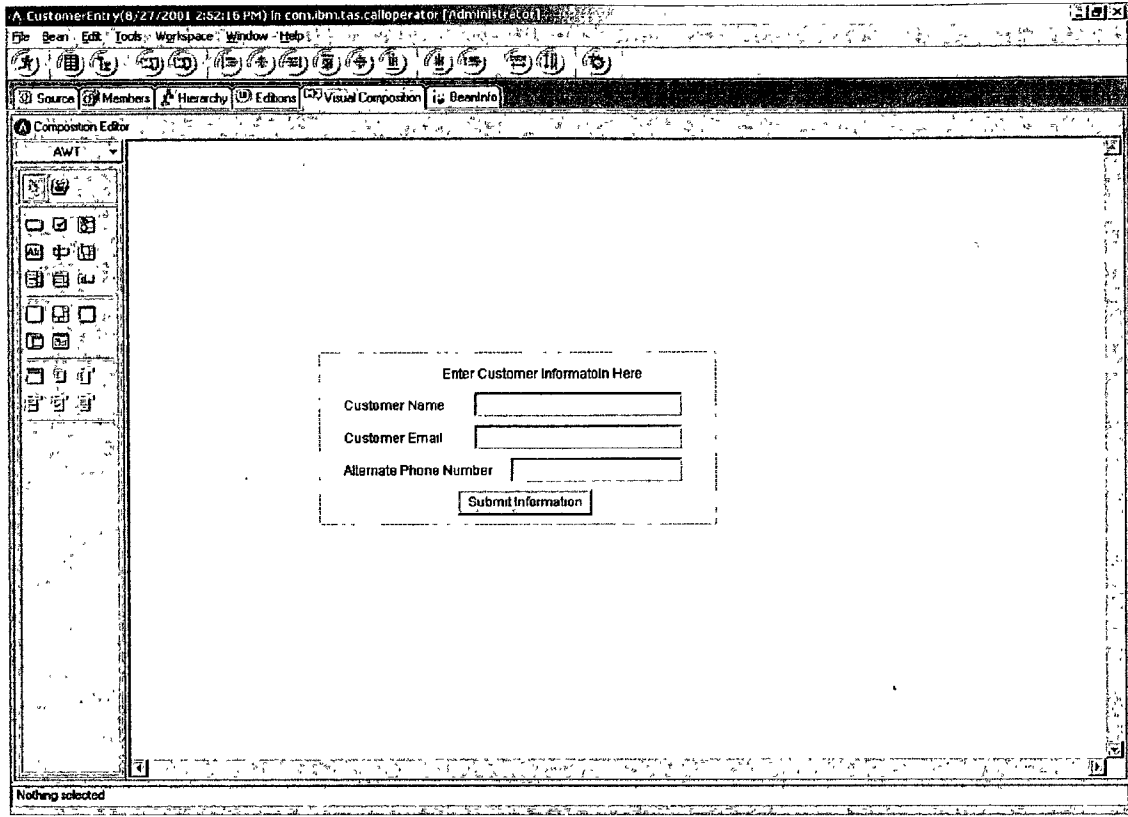 CustomerEntry(8/27/2001 2:52:16 PM) in com.ibm.tas.calloperator [Administrator]
File Bean Edit Tools Workspace Window Help
Source Members Hierarchy Editions Visual Composition BeanInfo
Composition Editor
AWT
Enter Customer Informatoin Here
Customer Name
Customer Email
Alternate Phone Number
Submit Information
Nothing selected